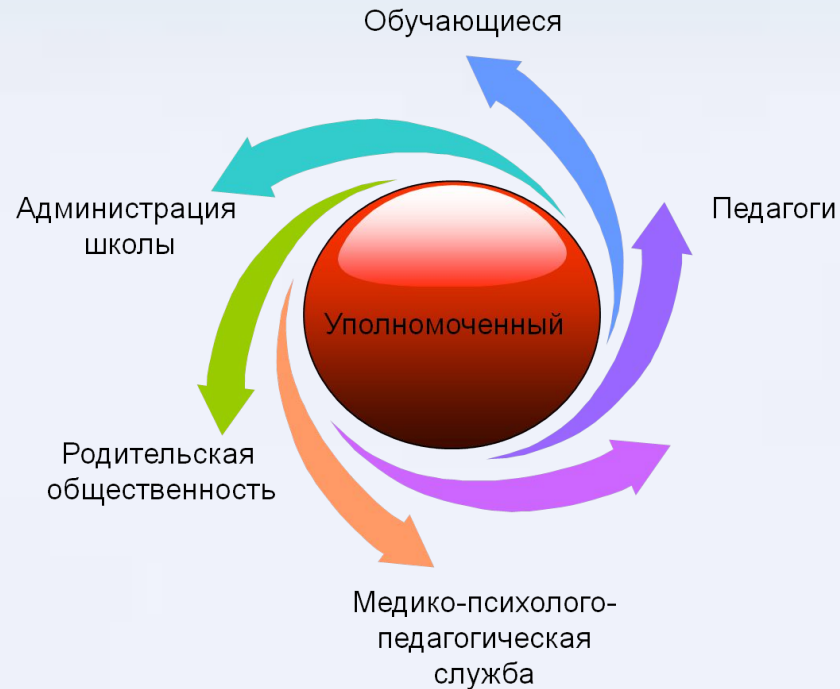 Обучающиеся
Администрация
школы
Педагоги
Уполномоченный
Родительская
общественность
Медико-психолого-
педагогическая
служба